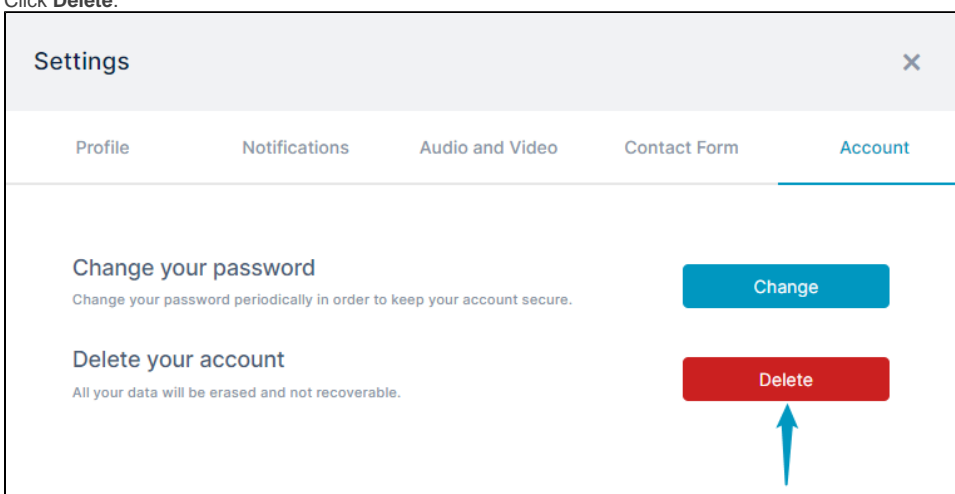 Click Delete.
Settings
Profile Notifications Audio and Video Contact Form Account
Change your password
Change your password periodically in order to keep your account secure.
Change
Delete your account
All your data will be erased and not recoverable.
Delete